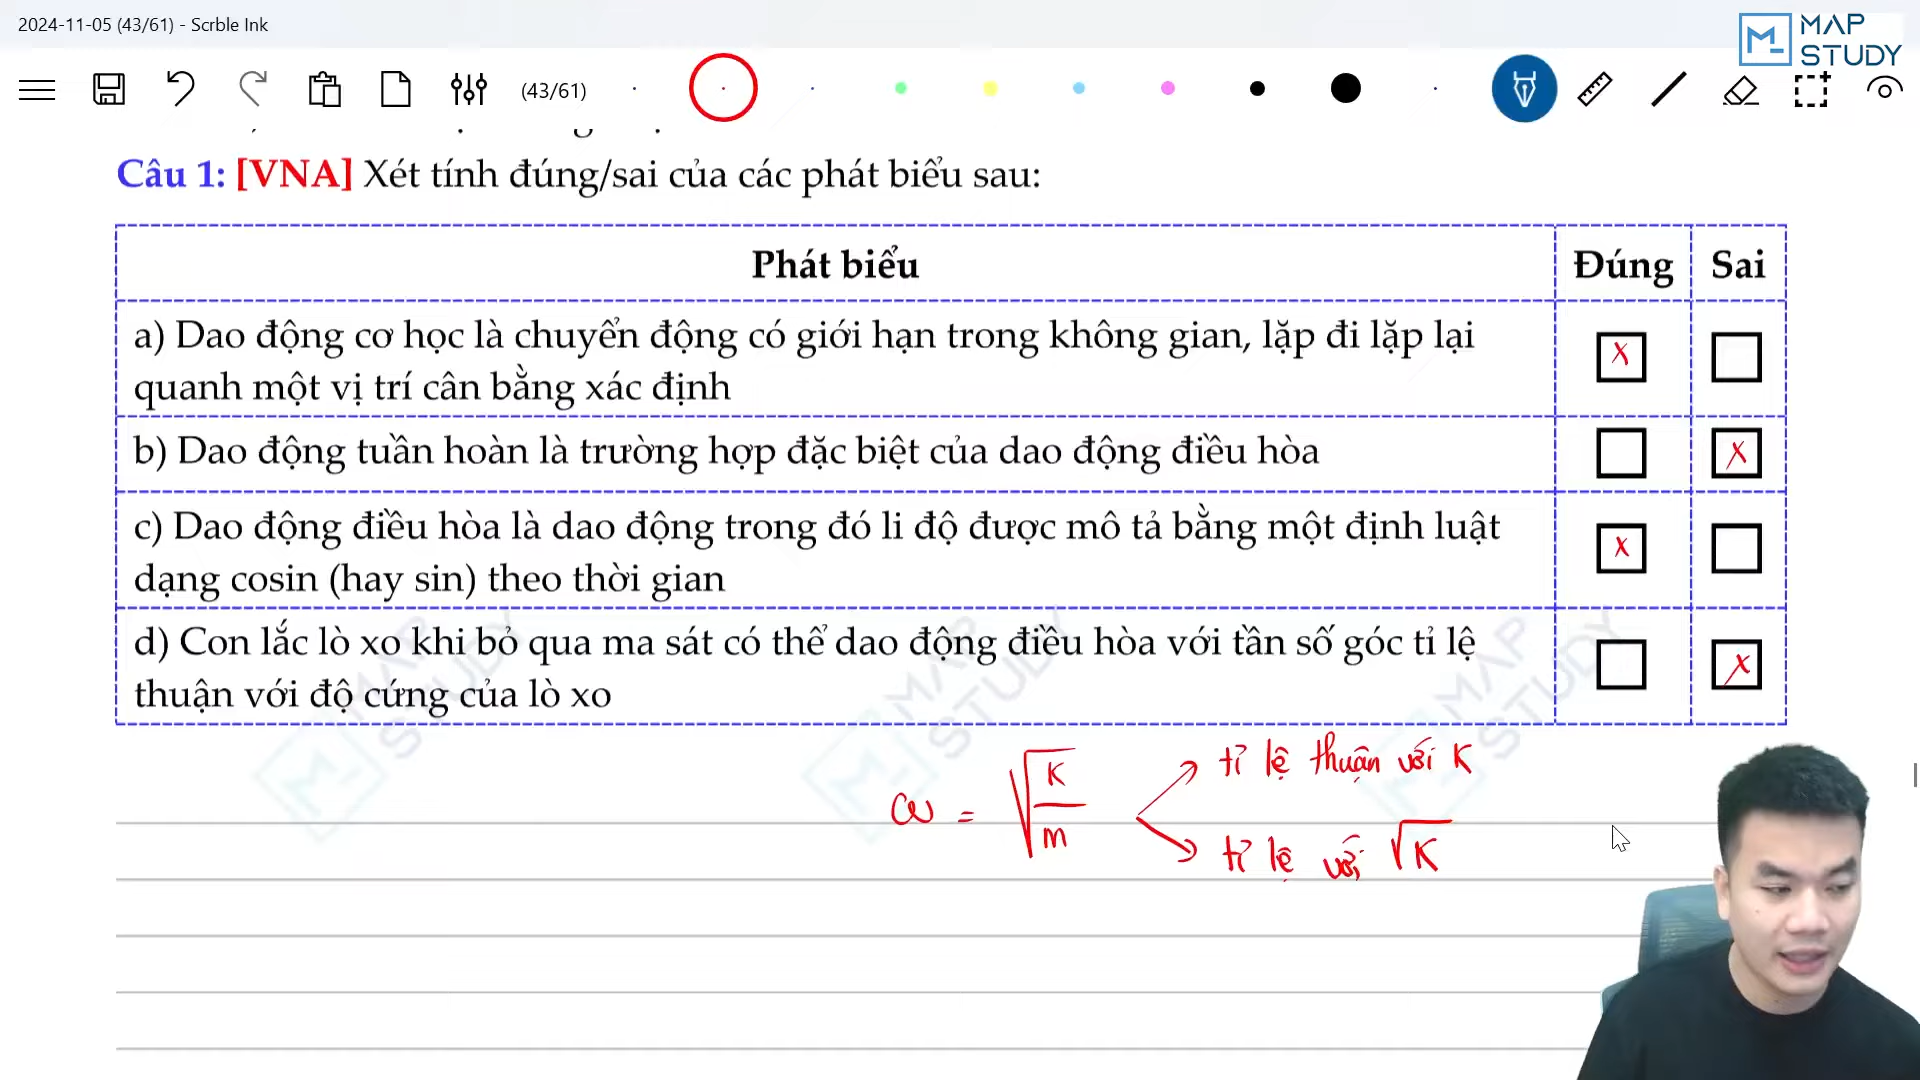 2024-11-05 (43/61) - Scrble Ink
MAP
STUDY
(43/61)
Câu 1: [VNA] Xét tính đúng/sai của các phát biểu sau:
Phát biểu
Đúng
Sai
a) Dao động cơ học là chuyển động có giới hạn trong không gian, lặp đi lặp lại
quanh một vị trí cân bằng xác định
x
b) Dao động tuần hoàn là trường hợp đặc biệt của dao động điều hòa
x
c) Dao động điều hòa là dao động trong đó li độ được mô tả bằng một định luật
dạng cosin (hay sin) theo thời gian
x
d) Con lắc lò xo khi bỏ qua ma sát có thể dao động điều hòa với tần số góc tỉ lệ
thuận với độ cứng của lò xo
x
MAP STUDY
MAP STUDY
MAP STUDY
ω = √(K/m)
tỉ lệ thuận với K
tỉ lệ với √K